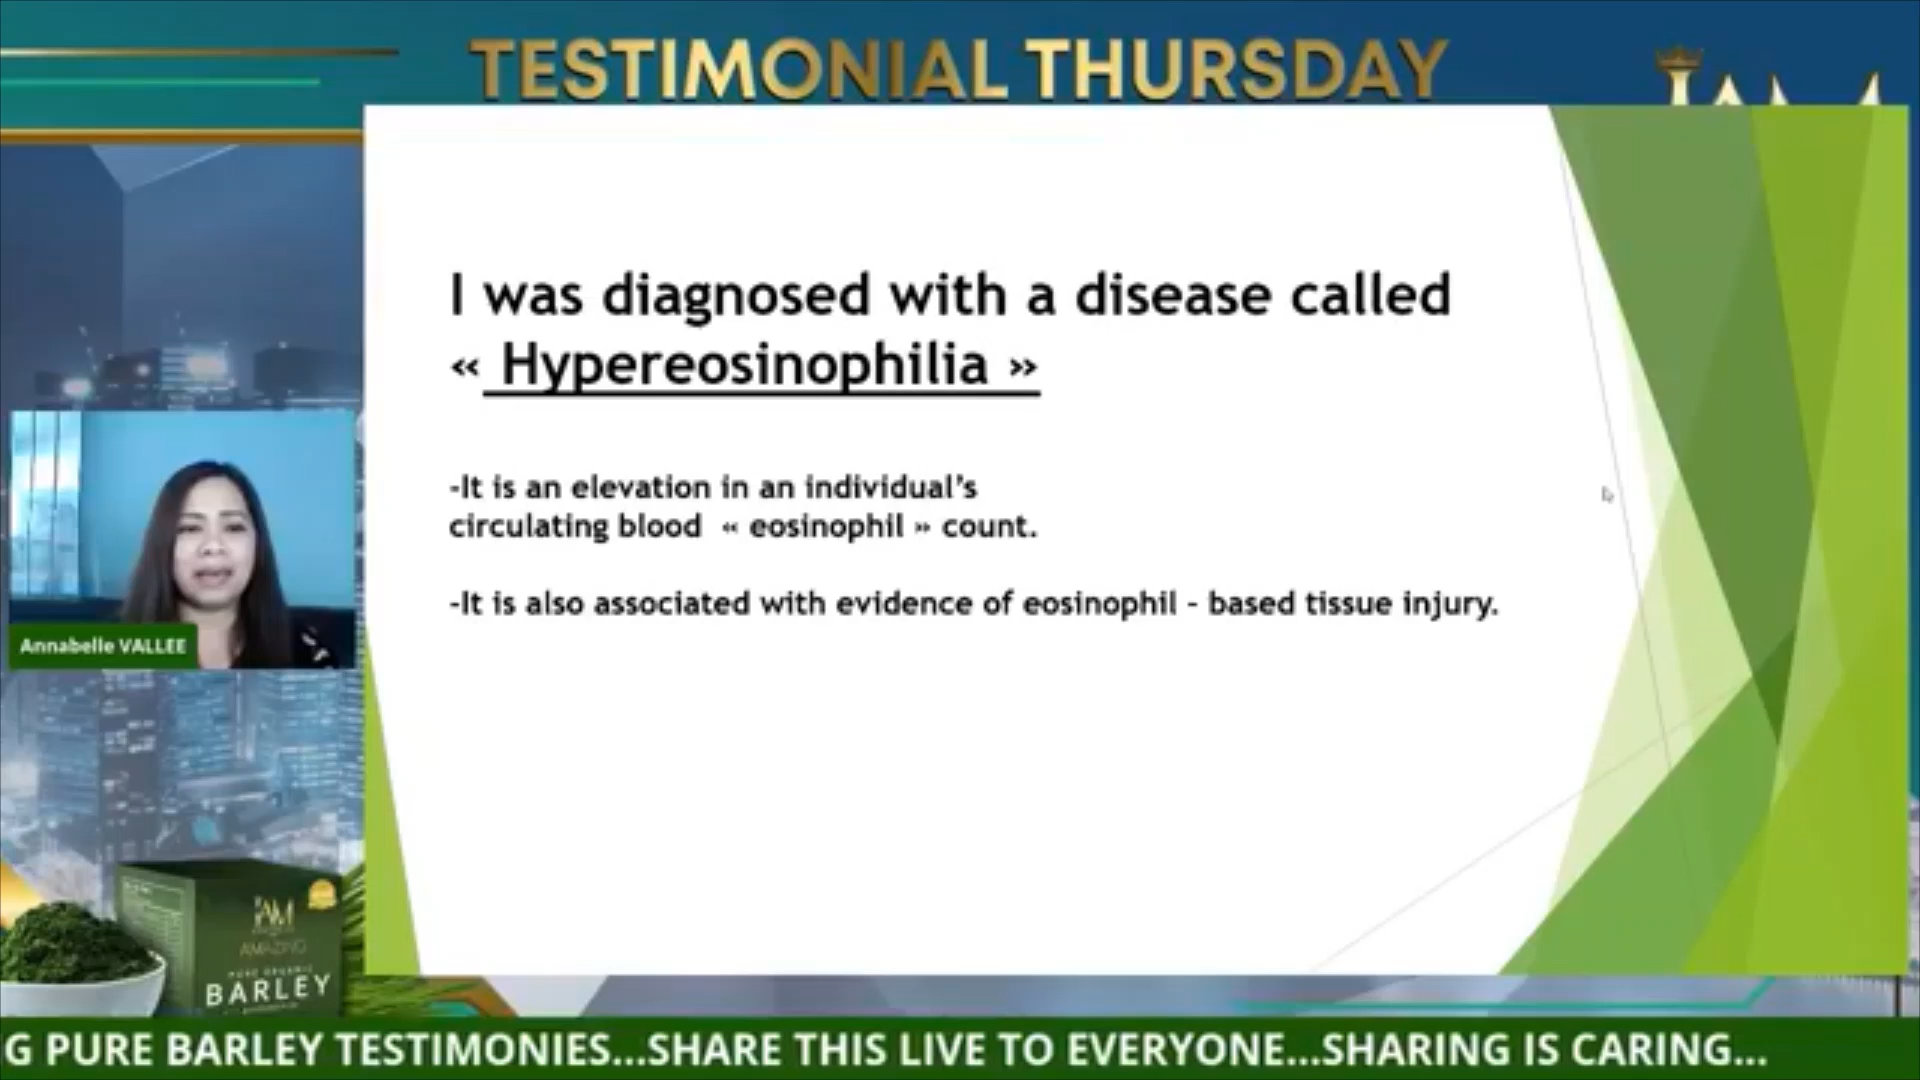 TESTIMONIAL THURSDAY
I was diagnosed with a disease called
« Hypereosinophilia »
-It is an elevation in an individual’s
circulating blood « eosinophil » count.
-It is also associated with evidence of eosinophil – based tissue injury.
Annabelle VALLEE
IAM
AMAZING
PURE ORGANIC
BARLEY
G PURE BARLEY TESTIMONIES...SHARE THIS LIVE TO EVERYONE...SHARING IS CARING...